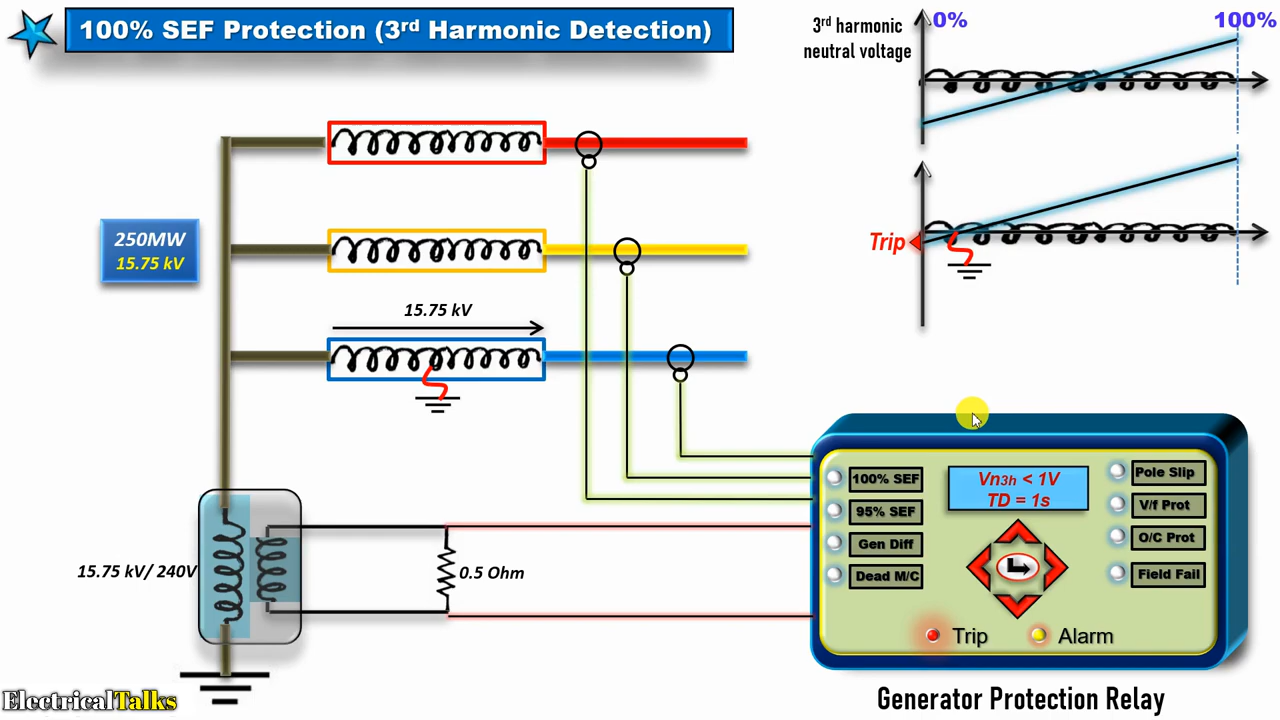 100% SEF Protection (3rd Harmonic Detection)
3rd harmonic
neutral voltage
0%
100%
Trip
250MW
15.75 kV
15.75 kV
15.75 kV/ 240V
0.5 Ohm
100% SEF
95% SEF
Gen Diff
Dead M/C
Vn3h < 1V
TD = 1s
Pole Slip
V/f Prot
O/C Prot
Field Fail
Trip
Alarm
Generator Protection Relay
ElectricalTalks